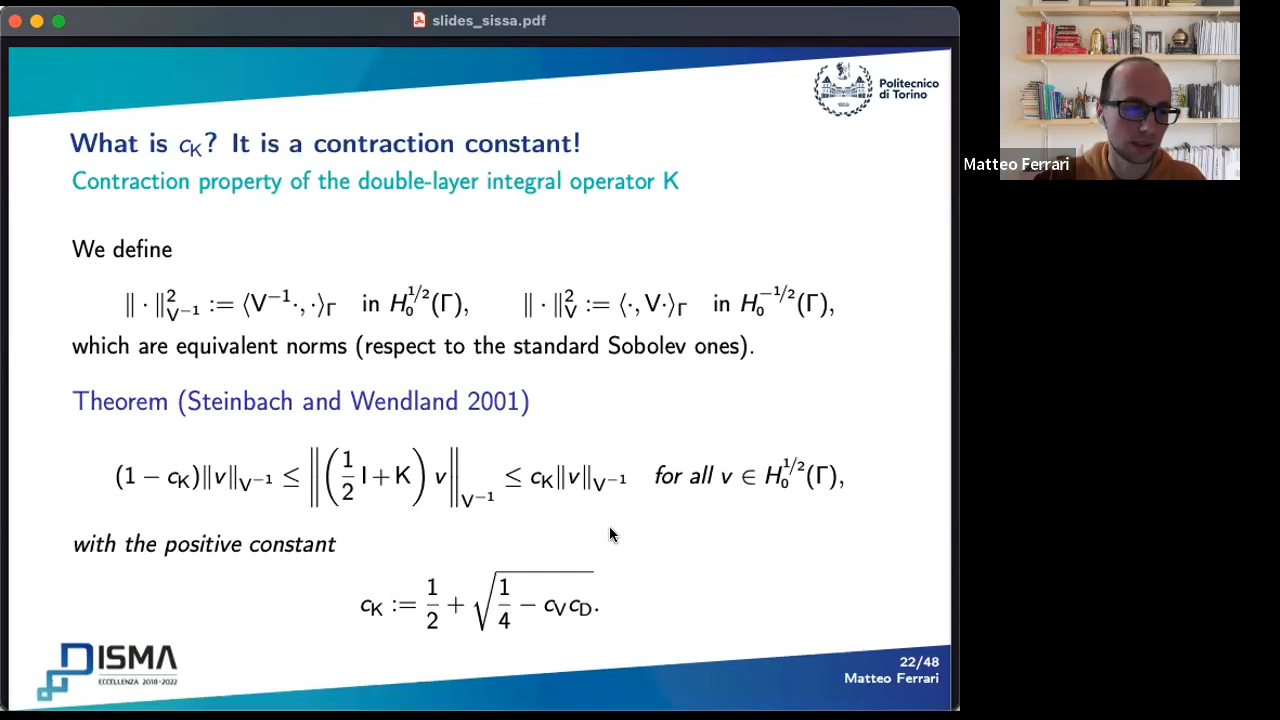 slides_sissa.pdf
Politecnico
di Torino
1859
What is c_K? It is a contraction constant!
Contraction property of the double-layer integral operator K
We define
‖ · ‖²_{V⁻¹} := ⟨V⁻¹·, ·⟩_Γ in H₀^{1/2}(Γ), ‖ · ‖²_V := ⟨·, V·⟩_Γ in H₀^{−1/2}(Γ),
which are equivalent norms (respect to the standard Sobolev ones).
Theorem (Steinbach and Wendland 2001)
(1 − c_K)‖v‖_{V⁻¹} ≤ ‖(1/2 I + K) v‖_{V⁻¹} ≤ c_K‖v‖_{V⁻¹} for all v ∈ H₀^{1/2}(Γ),
with the positive constant
c_K := 1/2 + √(1/4 − c_V c_D).
DISMA
ECCELLENZA 2018-2022
22/48
Matteo Ferrari
Matteo Ferrari